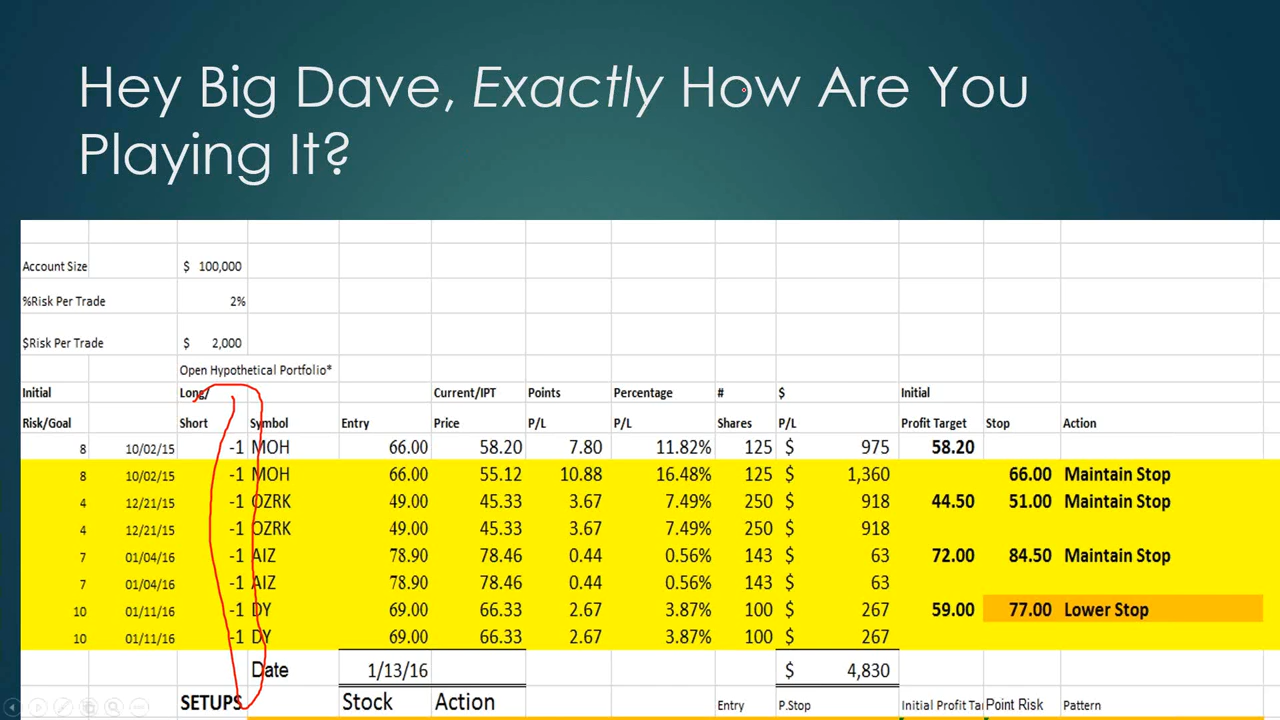 Hey Big Dave, Exactly How Are You
Playing It?
Account Size $ 100,000
%Risk Per Trade 2%
$Risk Per Trade $ 2,000
Open Hypothetical Portfolio*
Initial Long/ Current/IPT Points Percentage # $ Initial
Risk/Goal Short Symbol Entry Price P/L P/L Shares P/L Profit Target Stop Action
8 10/02/15 -1 MOH 66.00 58.20 7.80 11.82% 125 $ 975 58.20
8 10/02/15 -1 MOH 66.00 55.12 10.88 16.48% 125 $ 1,360 66.00 Maintain Stop
4 12/21/15 -1 OZRK 49.00 45.33 3.67 7.49% 250 $ 918 44.50 51.00 Maintain Stop
4 12/21/15 -1 OZRK 49.00 45.33 3.67 7.49% 250 $ 918
7 01/04/16 -1 AIZ 78.90 78.46 0.44 0.56% 143 $ 63 72.00 84.50 Maintain Stop
7 01/04/16 -1 AIZ 78.90 78.46 0.44 0.56% 143 $ 63
10 01/11/16 -1 DY 69.00 66.33 2.67 3.87% 100 $ 267 59.00 77.00 Lower Stop
10 01/11/16 -1 DY 69.00 66.33 2.67 3.87% 100 $ 267
Date 1/13/16 $ 4,830
SETUPS Stock Action Entry P.Stop Initial Profit Tar Point Risk Pattern